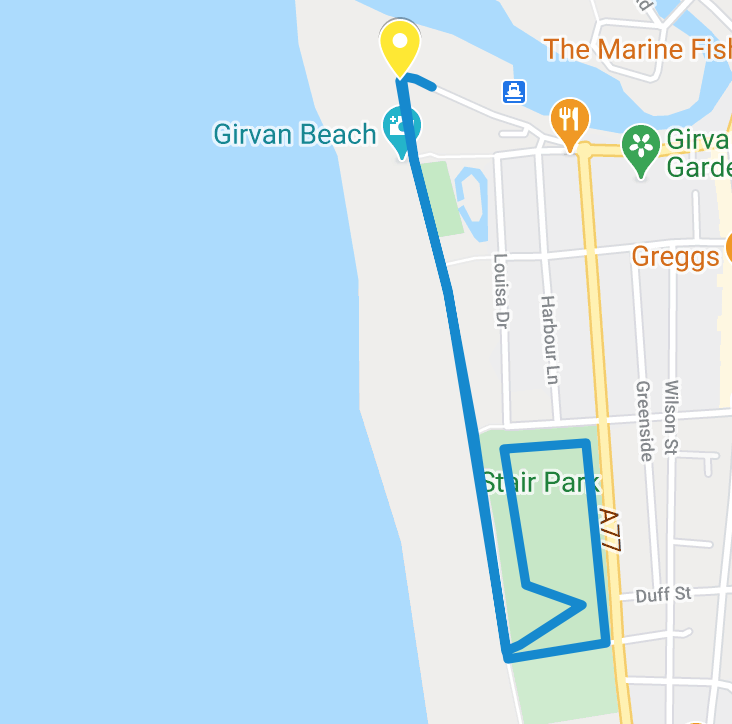 The Marine Fish
Girvan Beach
Girva
Garde
Greggs
Louisa Dr
Harbour Ln
Greenside
Wilson St
Stair Park
A77
Duff St